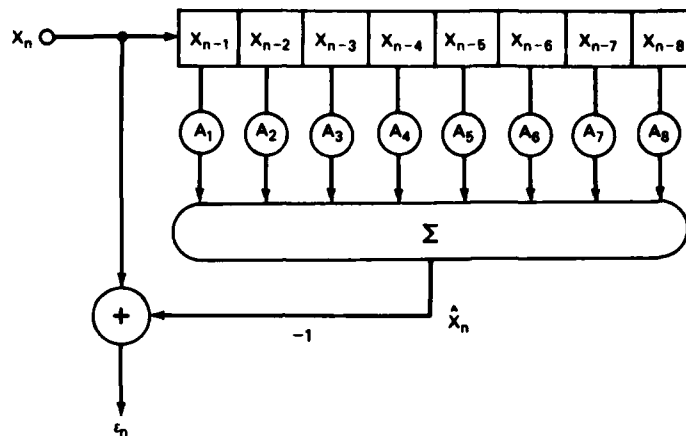 Xn Xn−1 Xn−2 Xn−3 Xn−4 Xn−5 Xn−6 Xn−7 Xn−8
A1 A2 A3 A4 A5 A6 A7 A8
Σ
+ −1 X̂n
εn